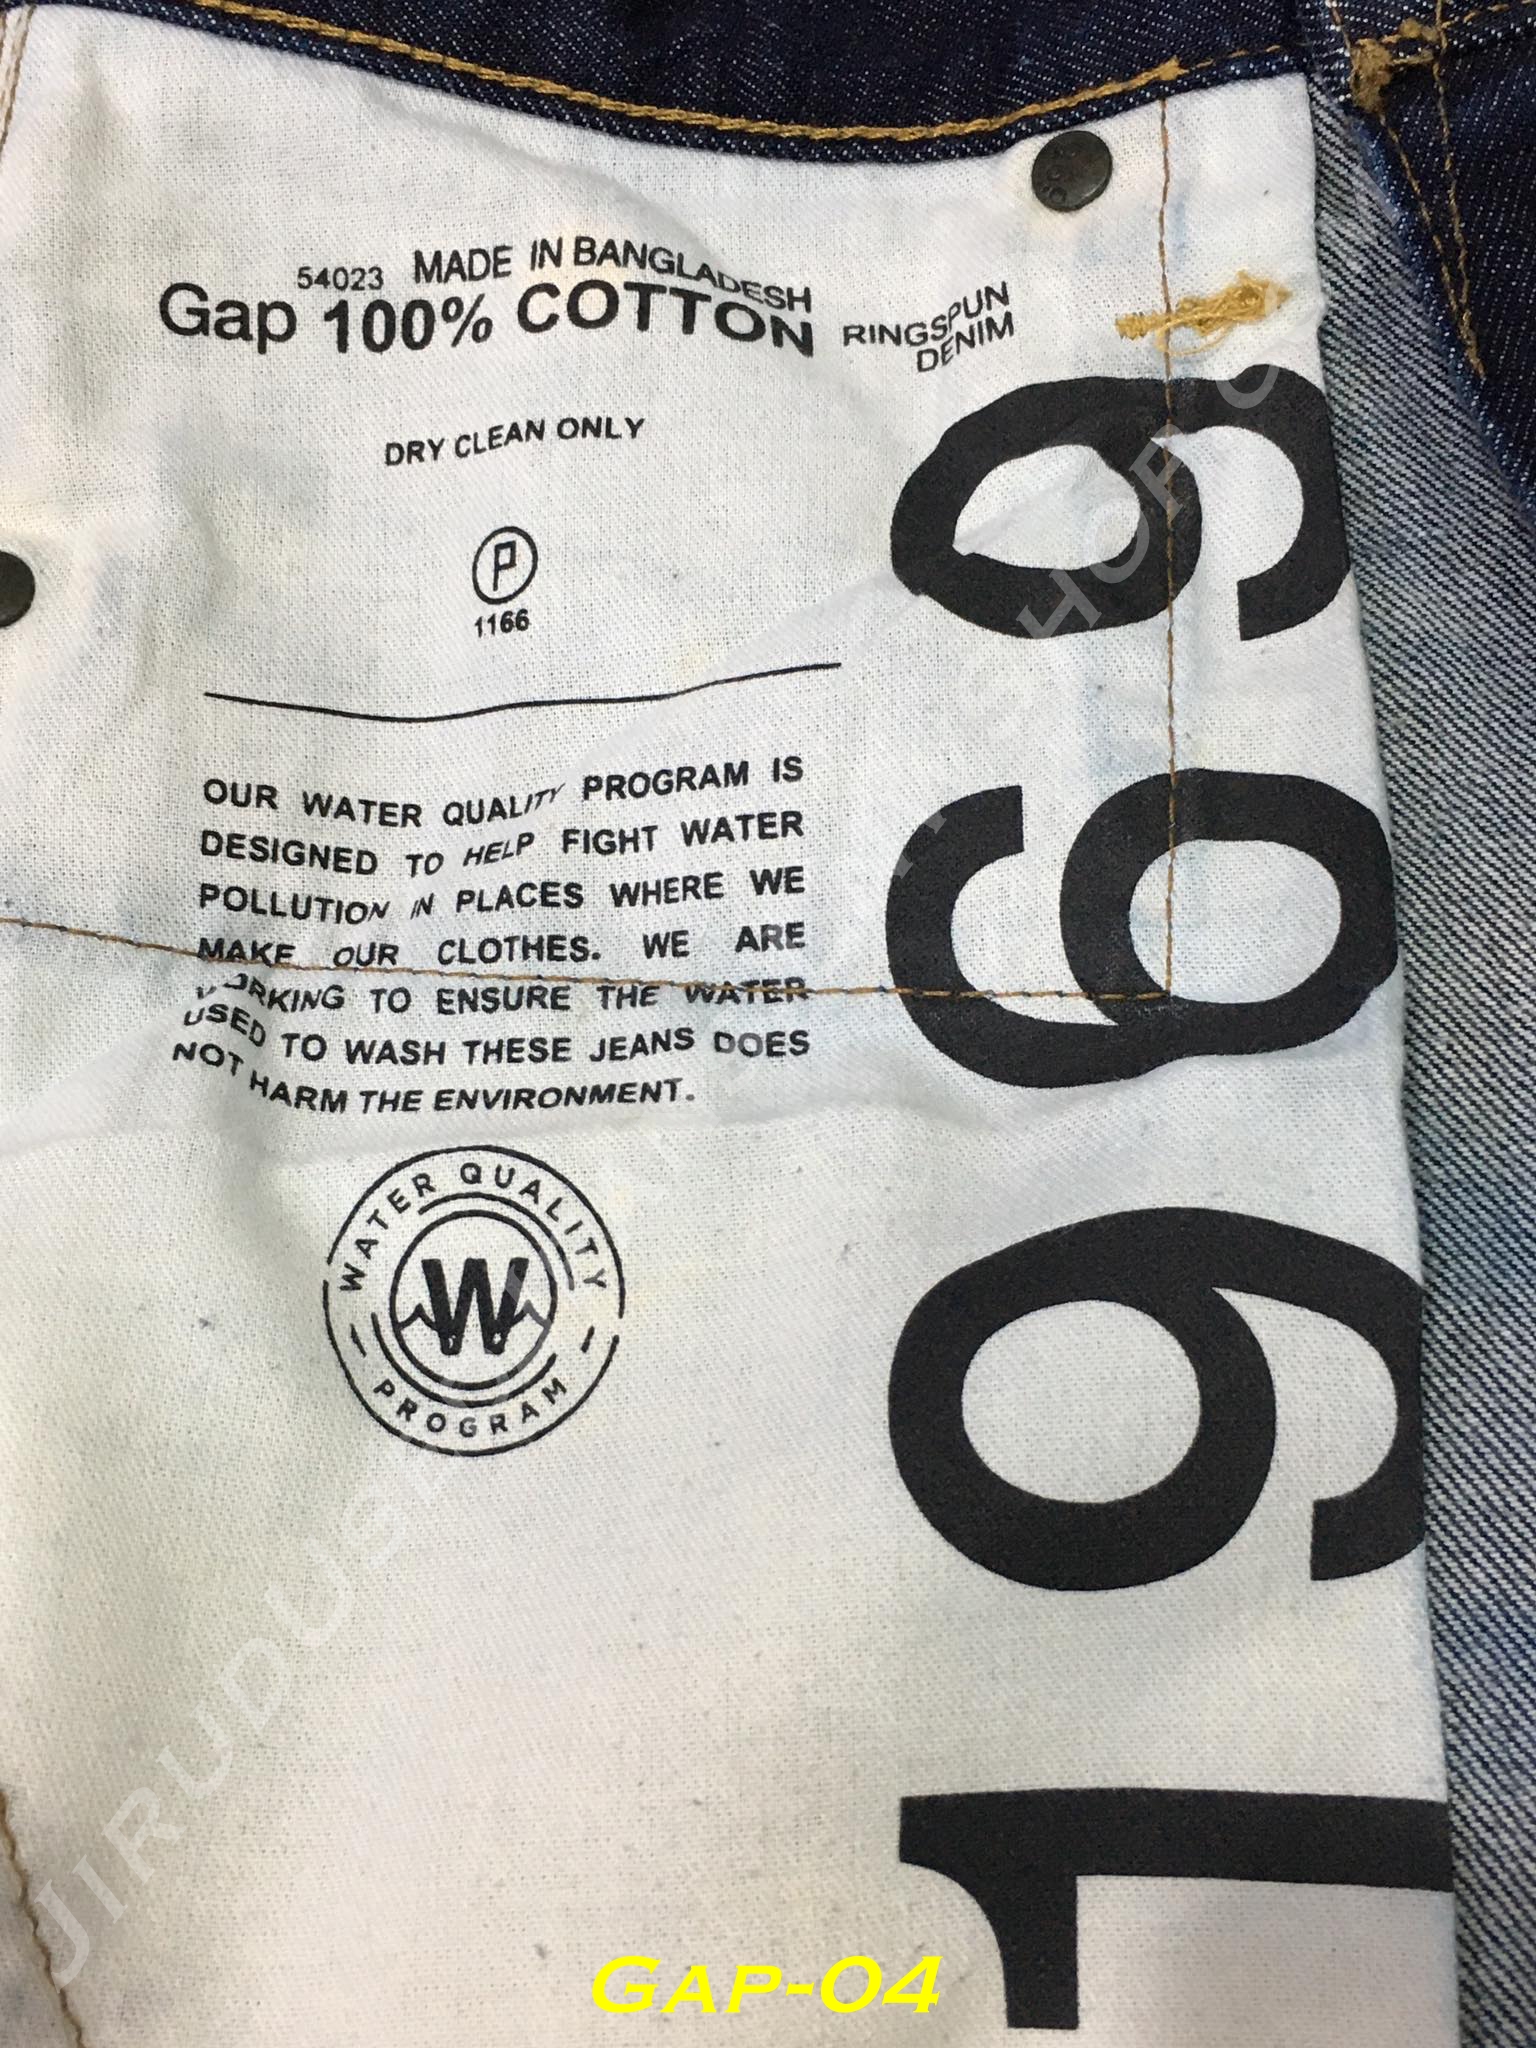 54023 MADE IN BANGLADESH
Gap 100% COTTON
RINGSPUN
DENIM
DRY CLEAN ONLY
P
1166
OUR WATER QUALITY PROGRAM IS
DESIGNED TO HELP FIGHT WATER
POLLUTION IN PLACES WHERE WE
MAKE OUR CLOTHES. WE ARE
WORKING TO ENSURE THE WATER
USED TO WASH THESE JEANS DOES
NOT HARM THE ENVIRONMENT.
WATER QUALITY
W
PROGRAM
1969
GAP-04